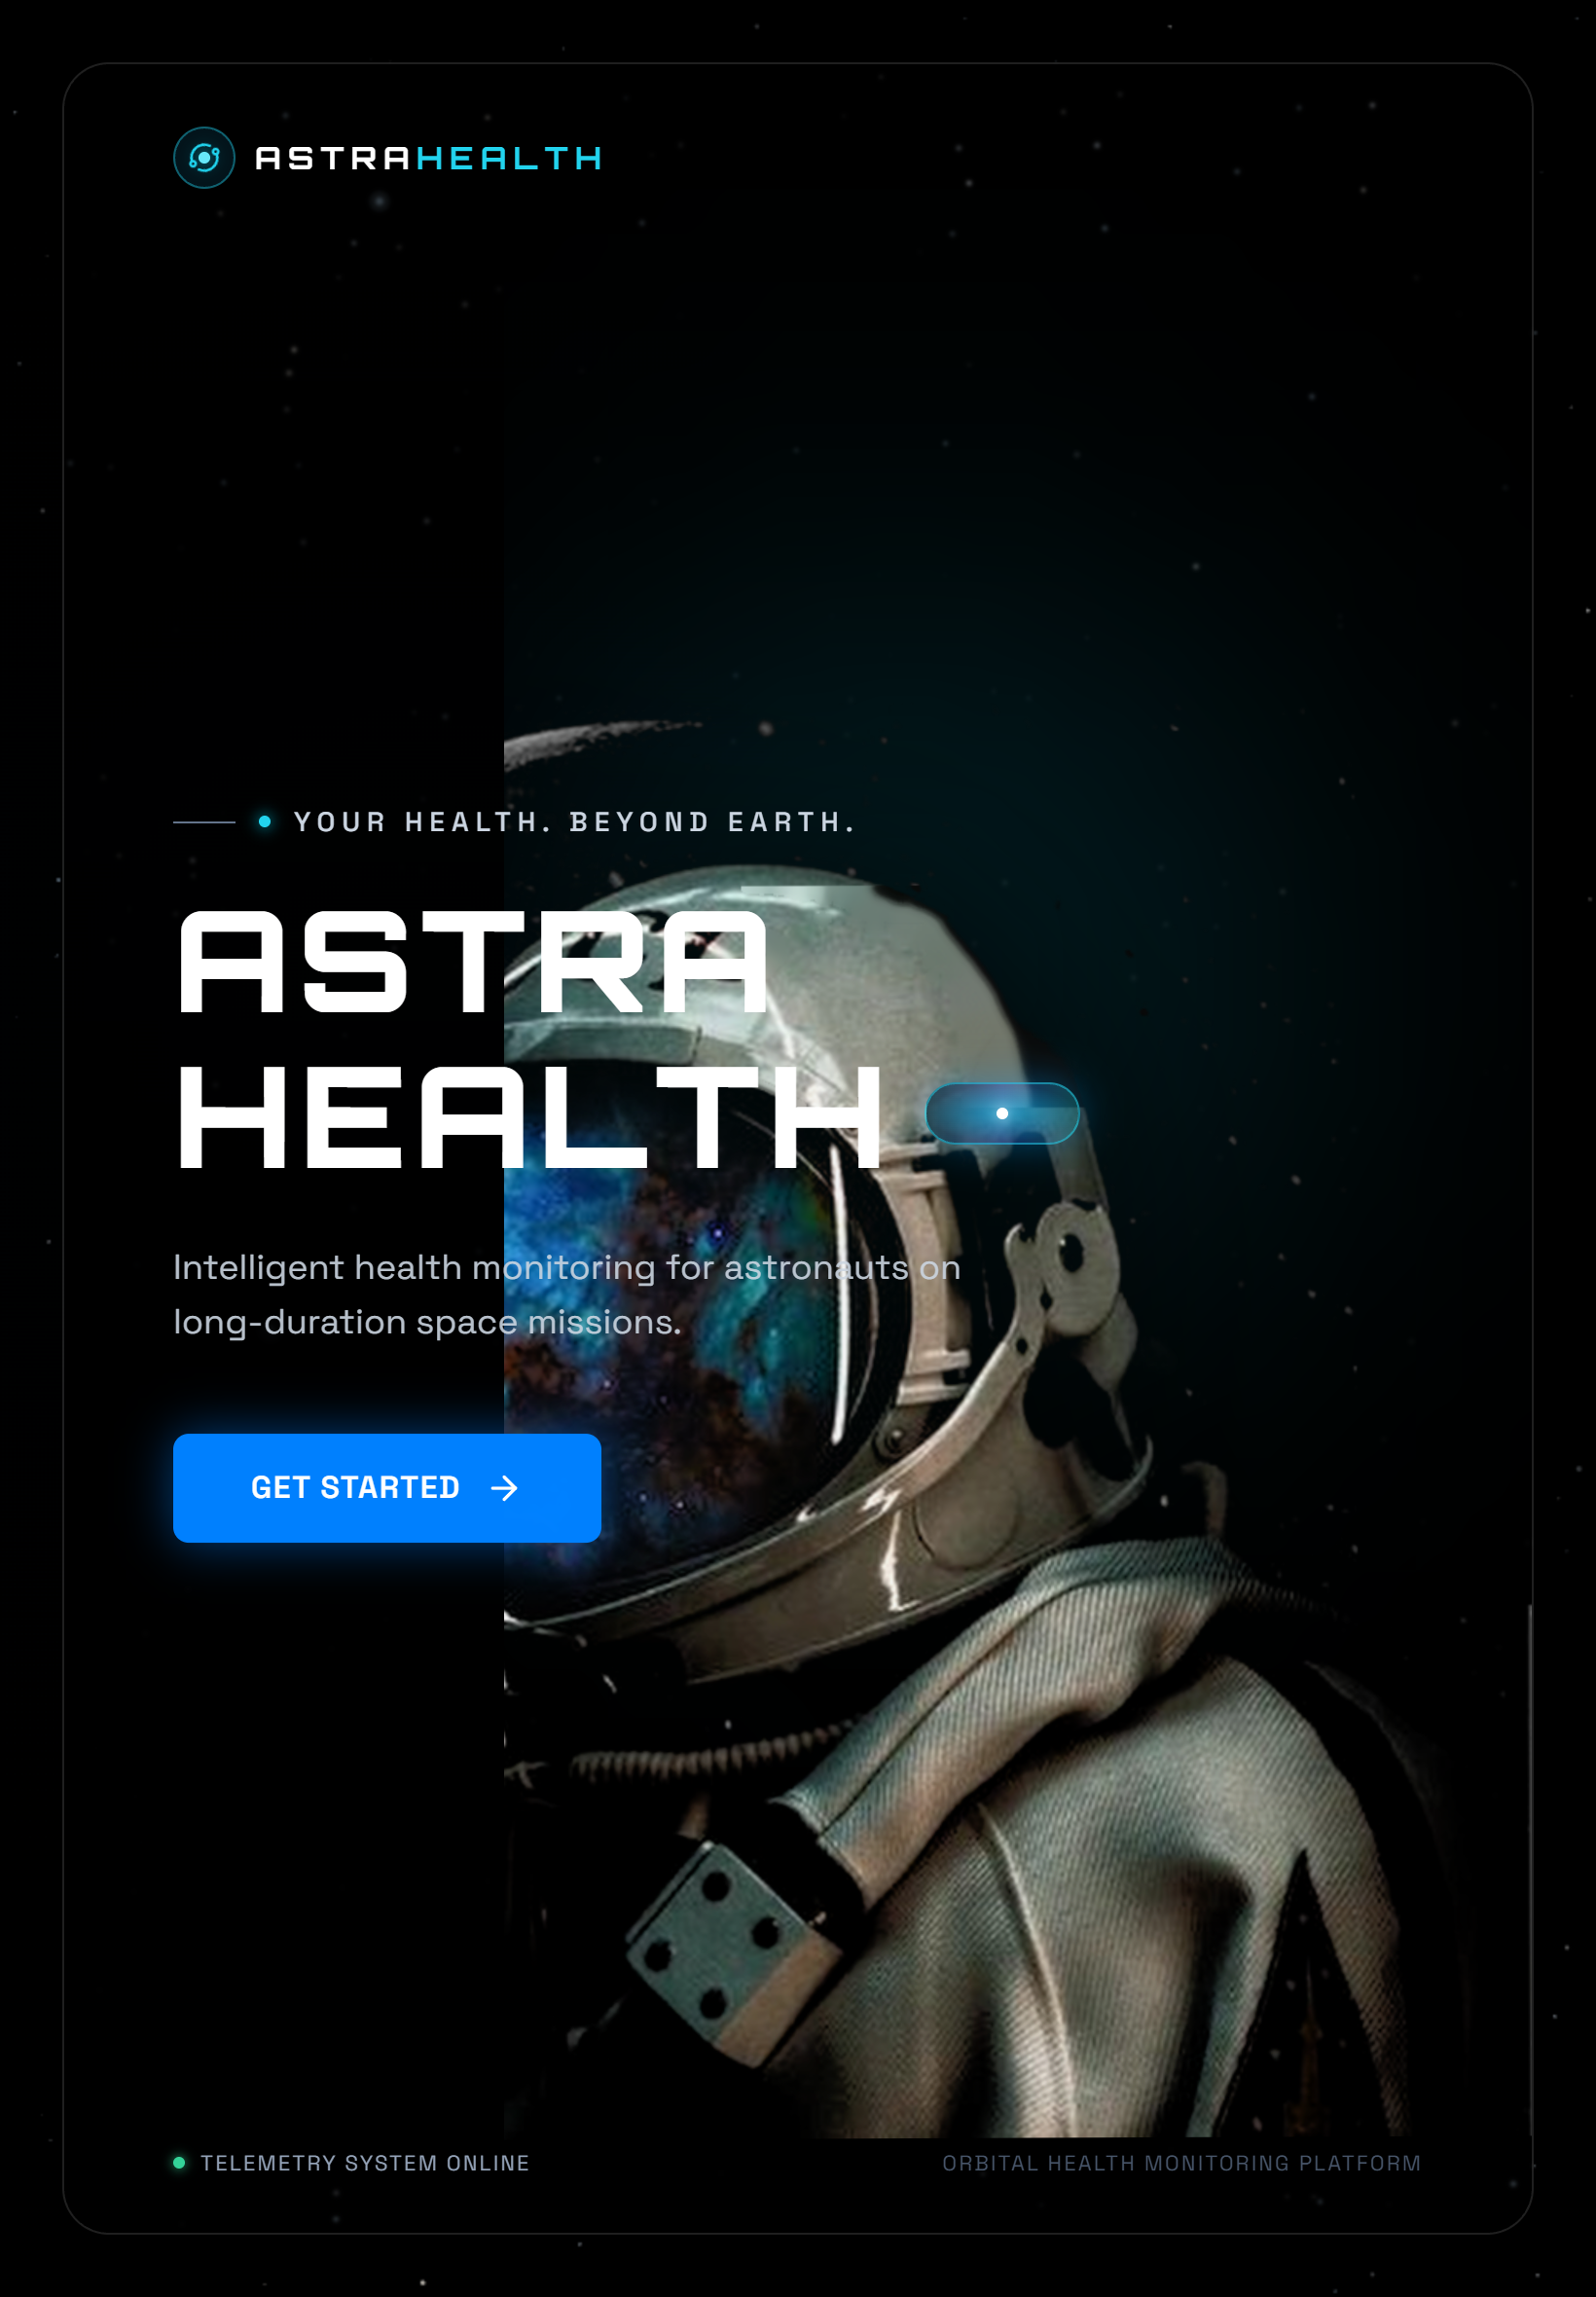 ASTRAHEALTH
YOUR HEALTH. BEYOND EARTH.
ASTRA
HEALTH
Intelligent health monitoring for astronauts on
long-duration space missions.
GET STARTED →
TELEMETRY SYSTEM ONLINE
ORBITAL HEALTH MONITORING PLATFORM